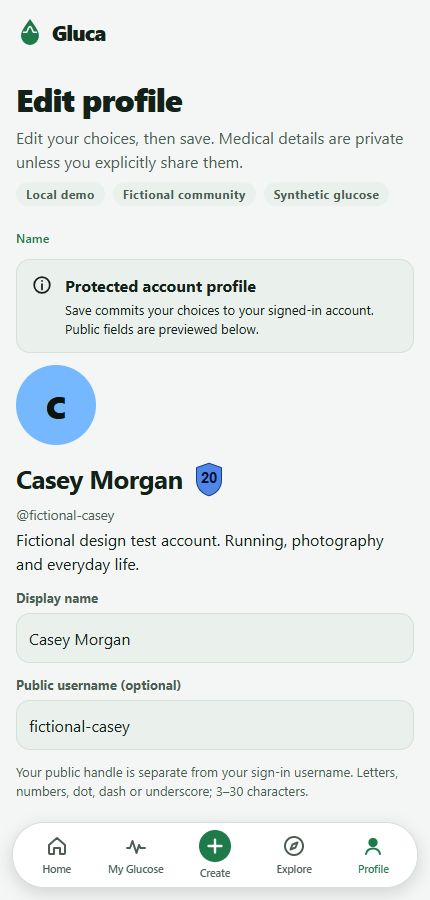 Gluca
Edit profile
Edit your choices, then save. Medical details are private
unless you explicitly share them.
Local demo
Fictional community
Synthetic glucose
Name
Protected account profile
Save commits your choices to your signed-in account.
Public fields are previewed below.
C
Casey Morgan
20
@fictional-casey
Fictional design test account. Running, photography
and everyday life.
Display name
Casey Morgan
Public username (optional)
fictional-casey
Your public handle is separate from your sign-in username. Letters,
numbers, dot, dash or underscore; 3–30 characters.
Home
My Glucose
Create
Explore
Profile